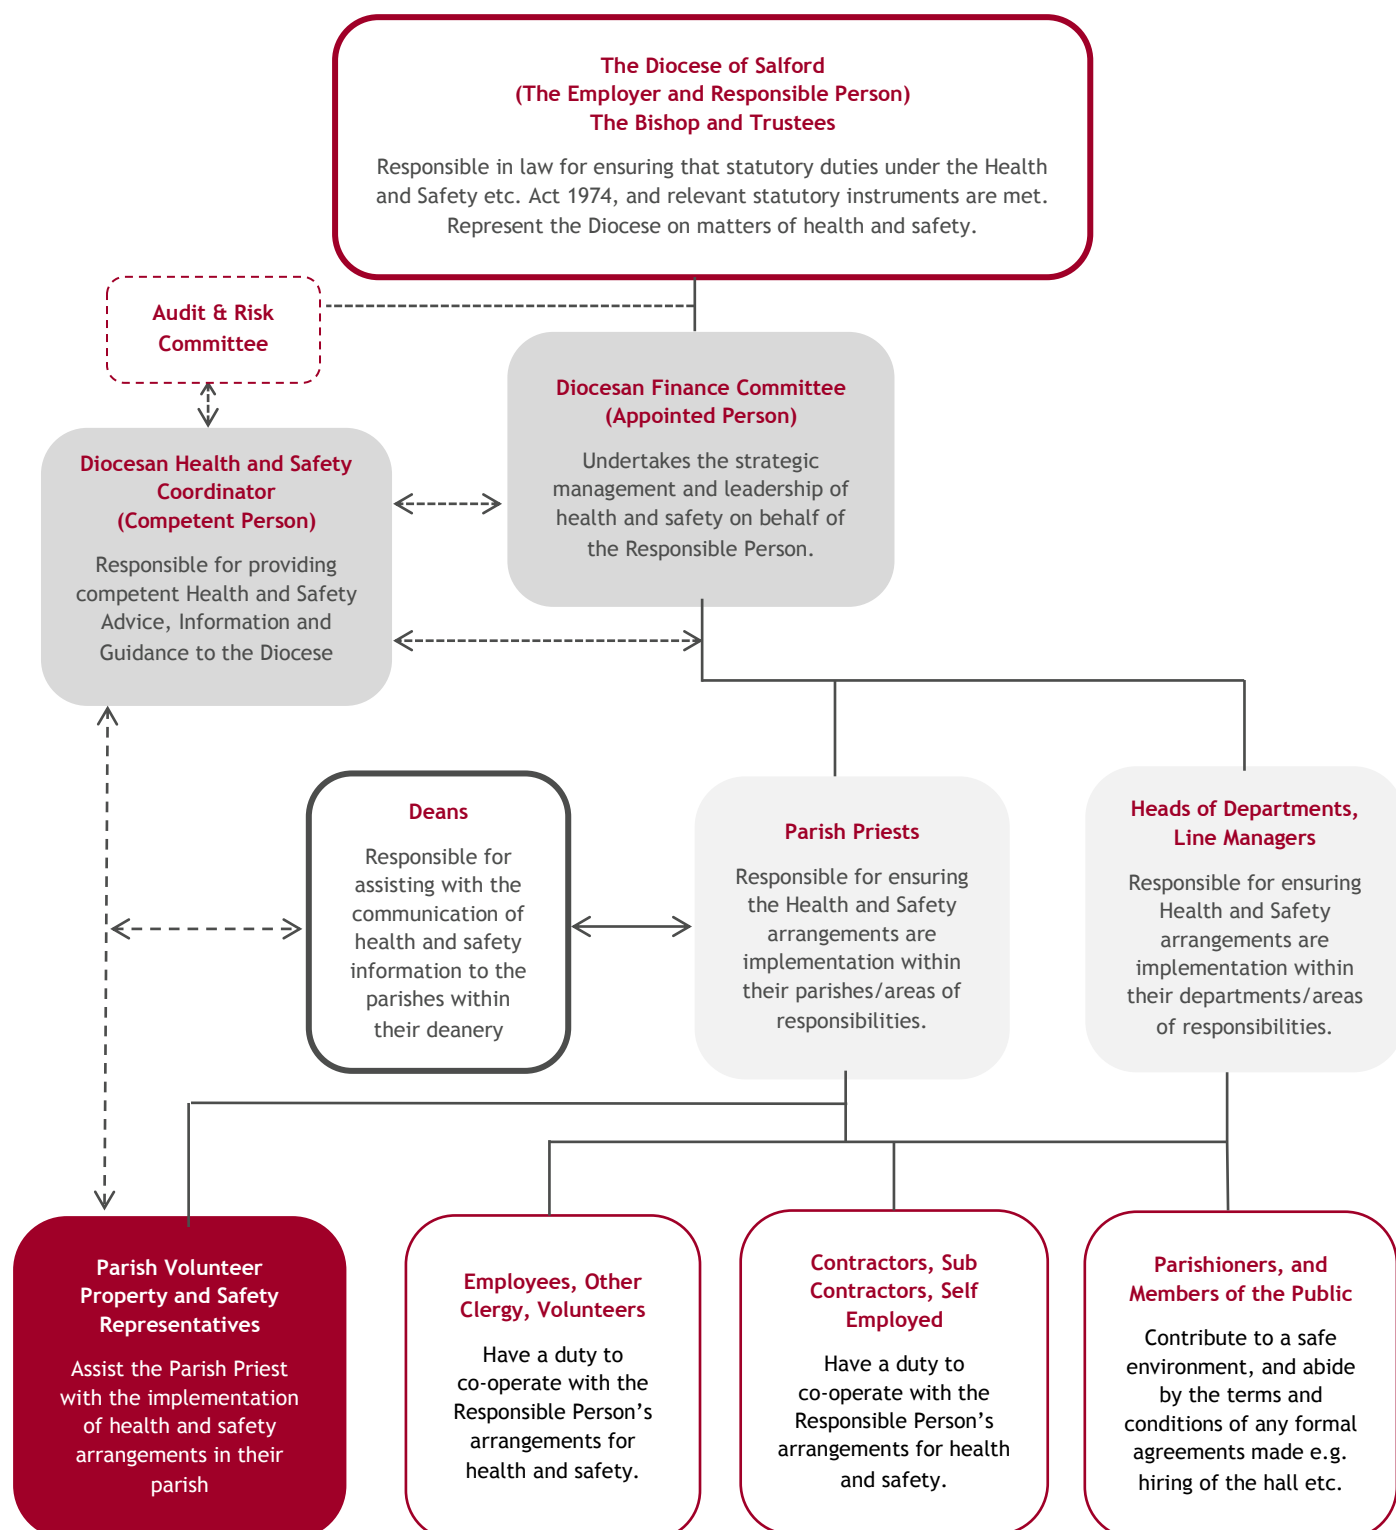 The Diocese of Salford
(The Employer and Responsible Person)
The Bishop and Trustees
Responsible in law for ensuring that statutory duties under the Health
and Safety etc. Act 1974, and relevant statutory instruments are met.
Represent the Diocese on matters of health and safety.
Audit & Risk
Committee
Diocesan Finance Committee
(Appointed Person)
Undertakes the strategic
management and leadership of
health and safety on behalf of
the Responsible Person.
Diocesan Health and Safety
Coordinator
(Competent Person)
Responsible for providing
competent Health and Safety
Advice, Information and
Guidance to the Diocese
Deans
Responsible for
assisting with the
communication of
health and safety
information to the
parishes within
their deanery
Parish Priests
Responsible for ensuring
the Health and Safety
arrangements are
implementation within
their parishes/areas of
responsibilities.
Heads of Departments,
Line Managers
Responsible for ensuring
Health and Safety
arrangements are
implementation within
their departments/areas
of responsibilities.
Parish Volunteer
Property and Safety
Representatives
Assist the Parish Priest
with the implementation
of health and safety
arrangements in their
parish
Employees, Other
Clergy, Volunteers
Have a duty to
co-operate with the
Responsible Person’s
arrangements for
health and safety.
Contractors, Sub
Contractors, Self
Employed
Have a duty to
co-operate with the
Responsible Person’s
arrangements for health
and safety.
Parishioners, and
Members of the Public
Contribute to a safe
environment, and abide
by the terms and
conditions of any formal
agreements made e.g.
hiring of the hall etc.